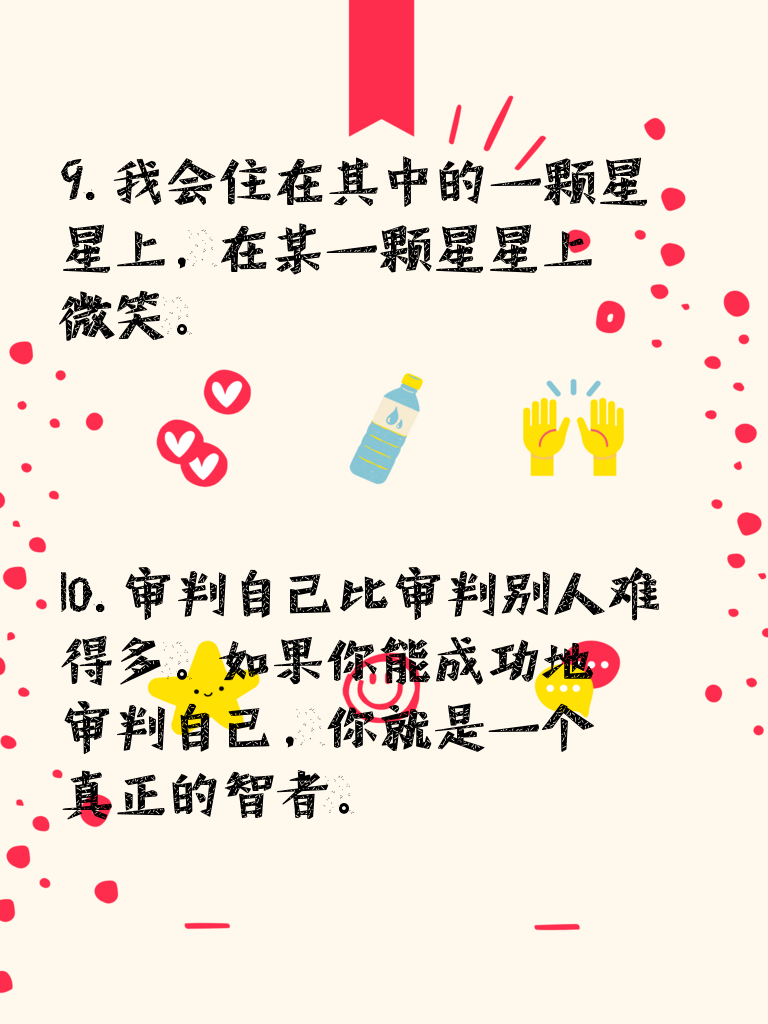 9. 我会住在其中的一颗星
星上，在某一颗星星上
微笑。
10. 审判自己比审判别人难
得多。如果你能成功地
审判自己，你就是一个
真正的智者。